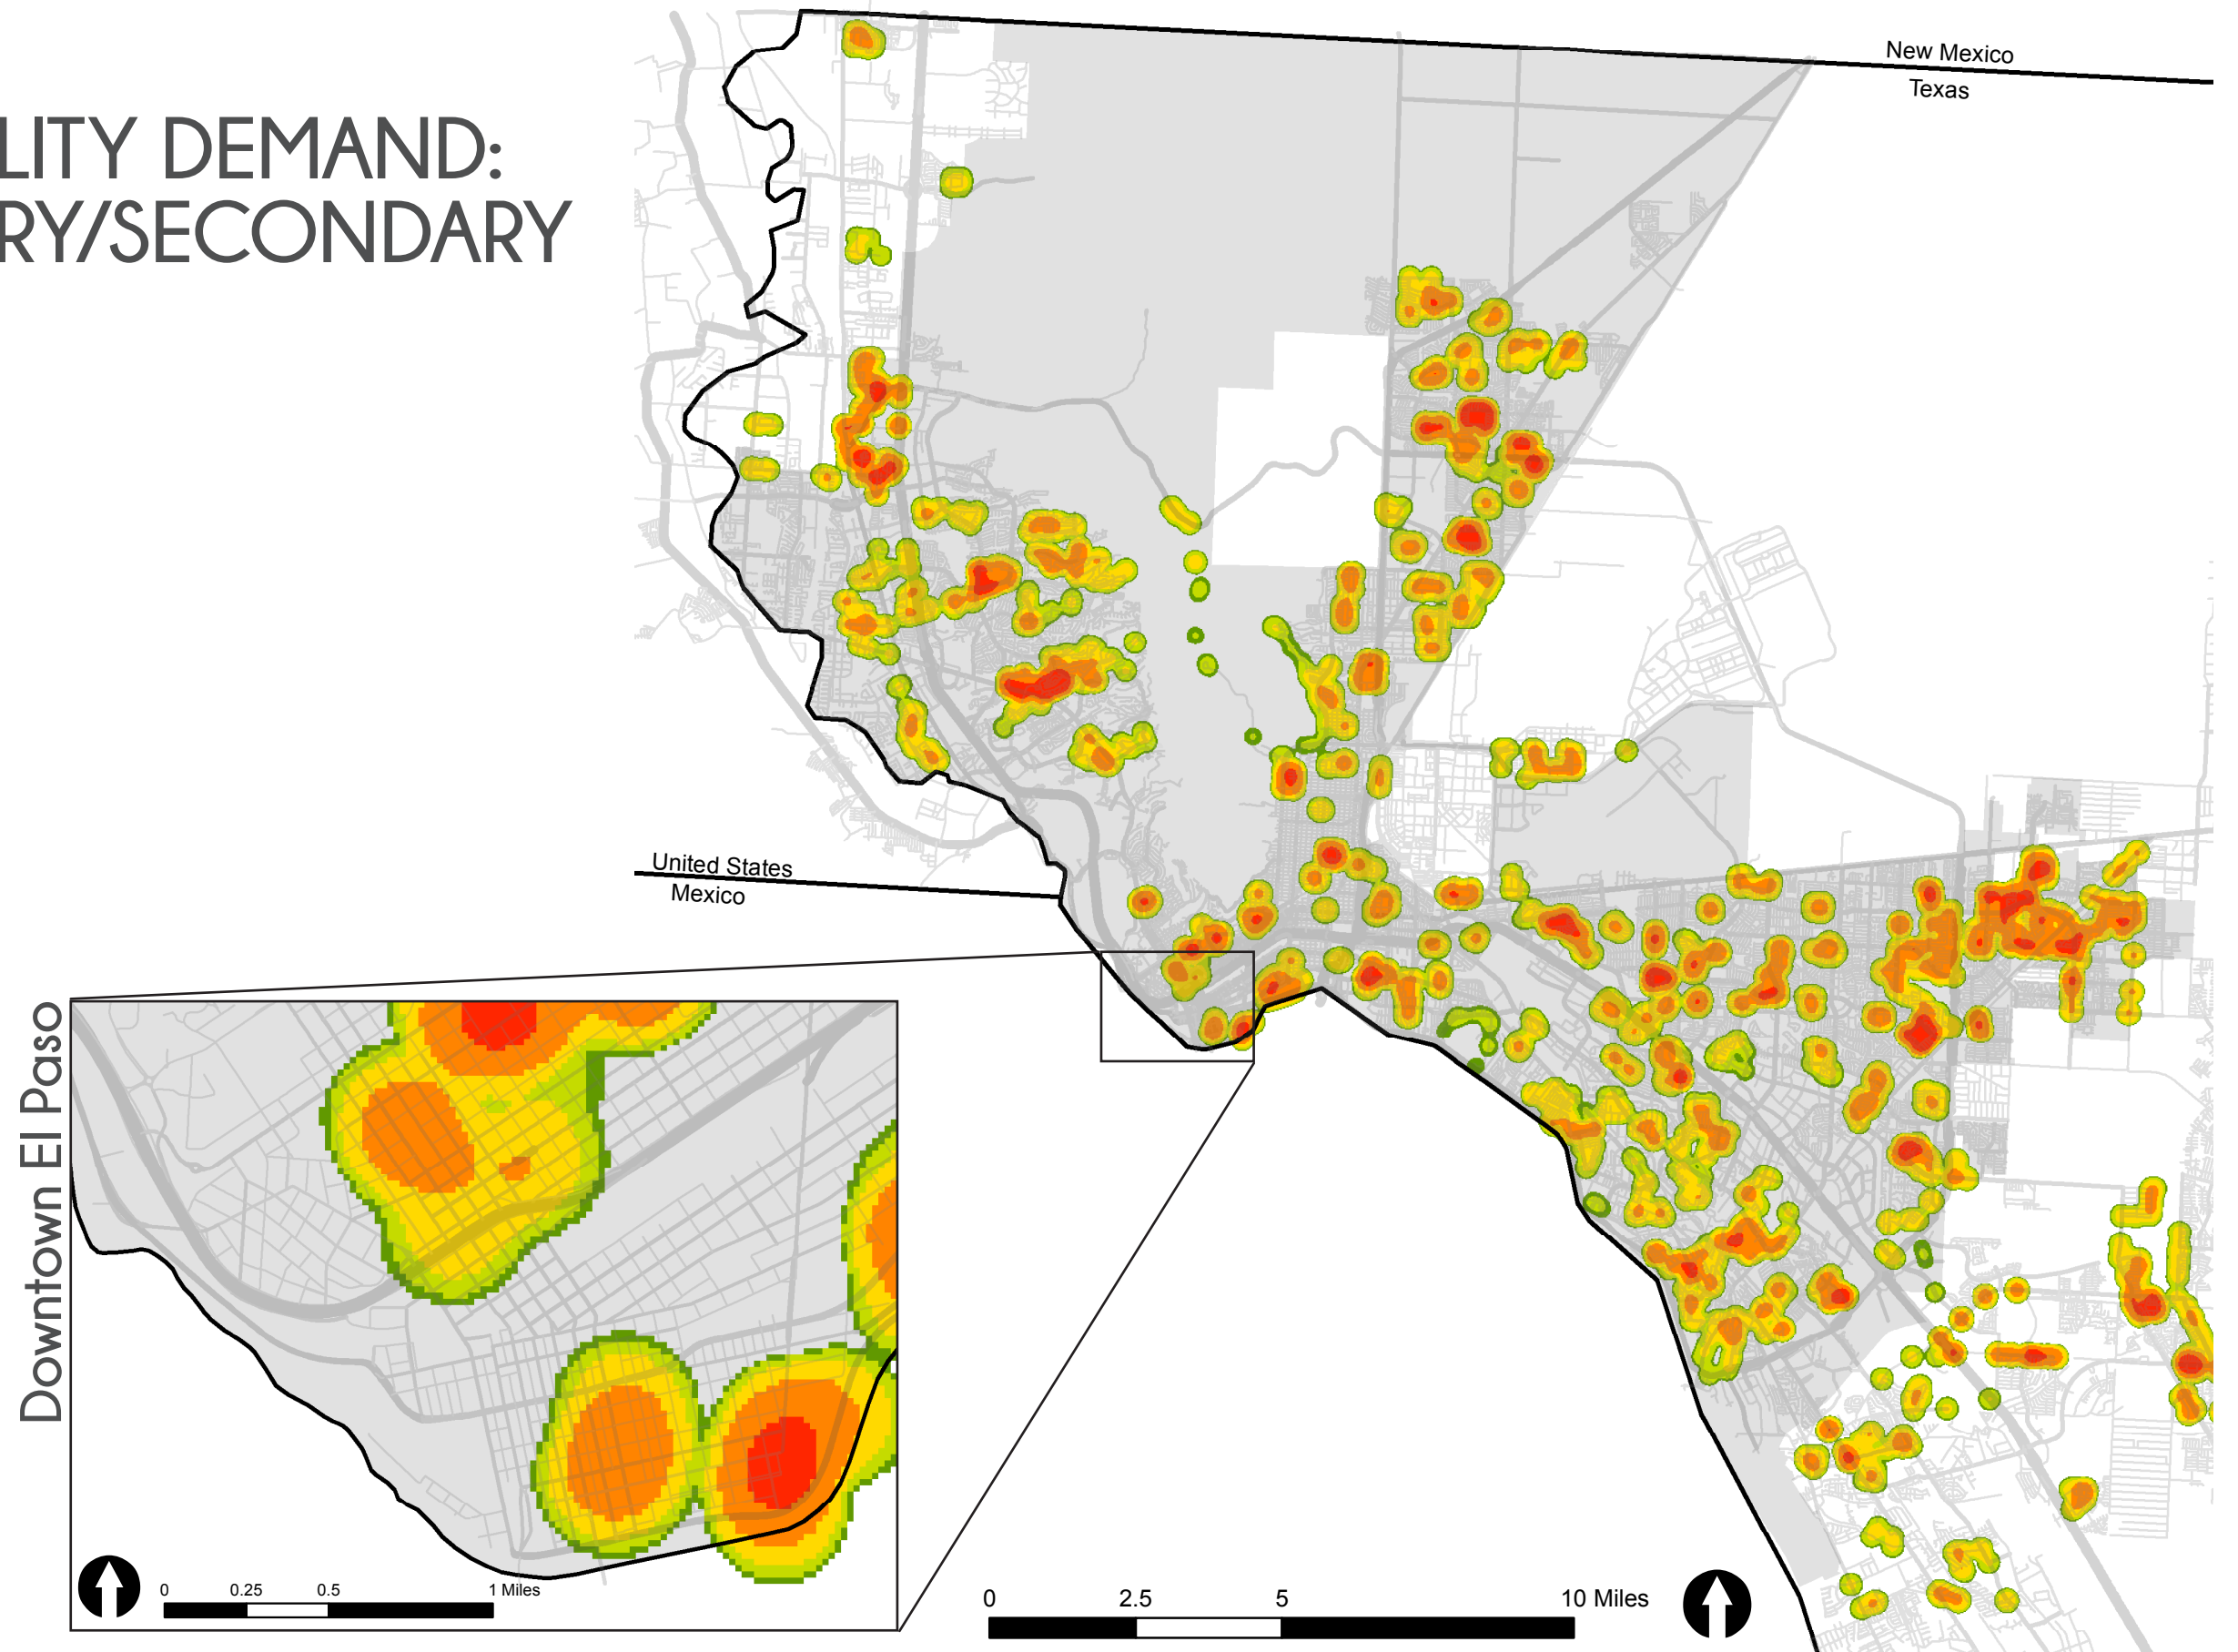 LITY DEMAND:
RY/SECONDARY
New Mexico
Texas
United States
Mexico
Downtown El Paso
0 0.25 0.5 1 Miles
0 2.5 5 10 Miles